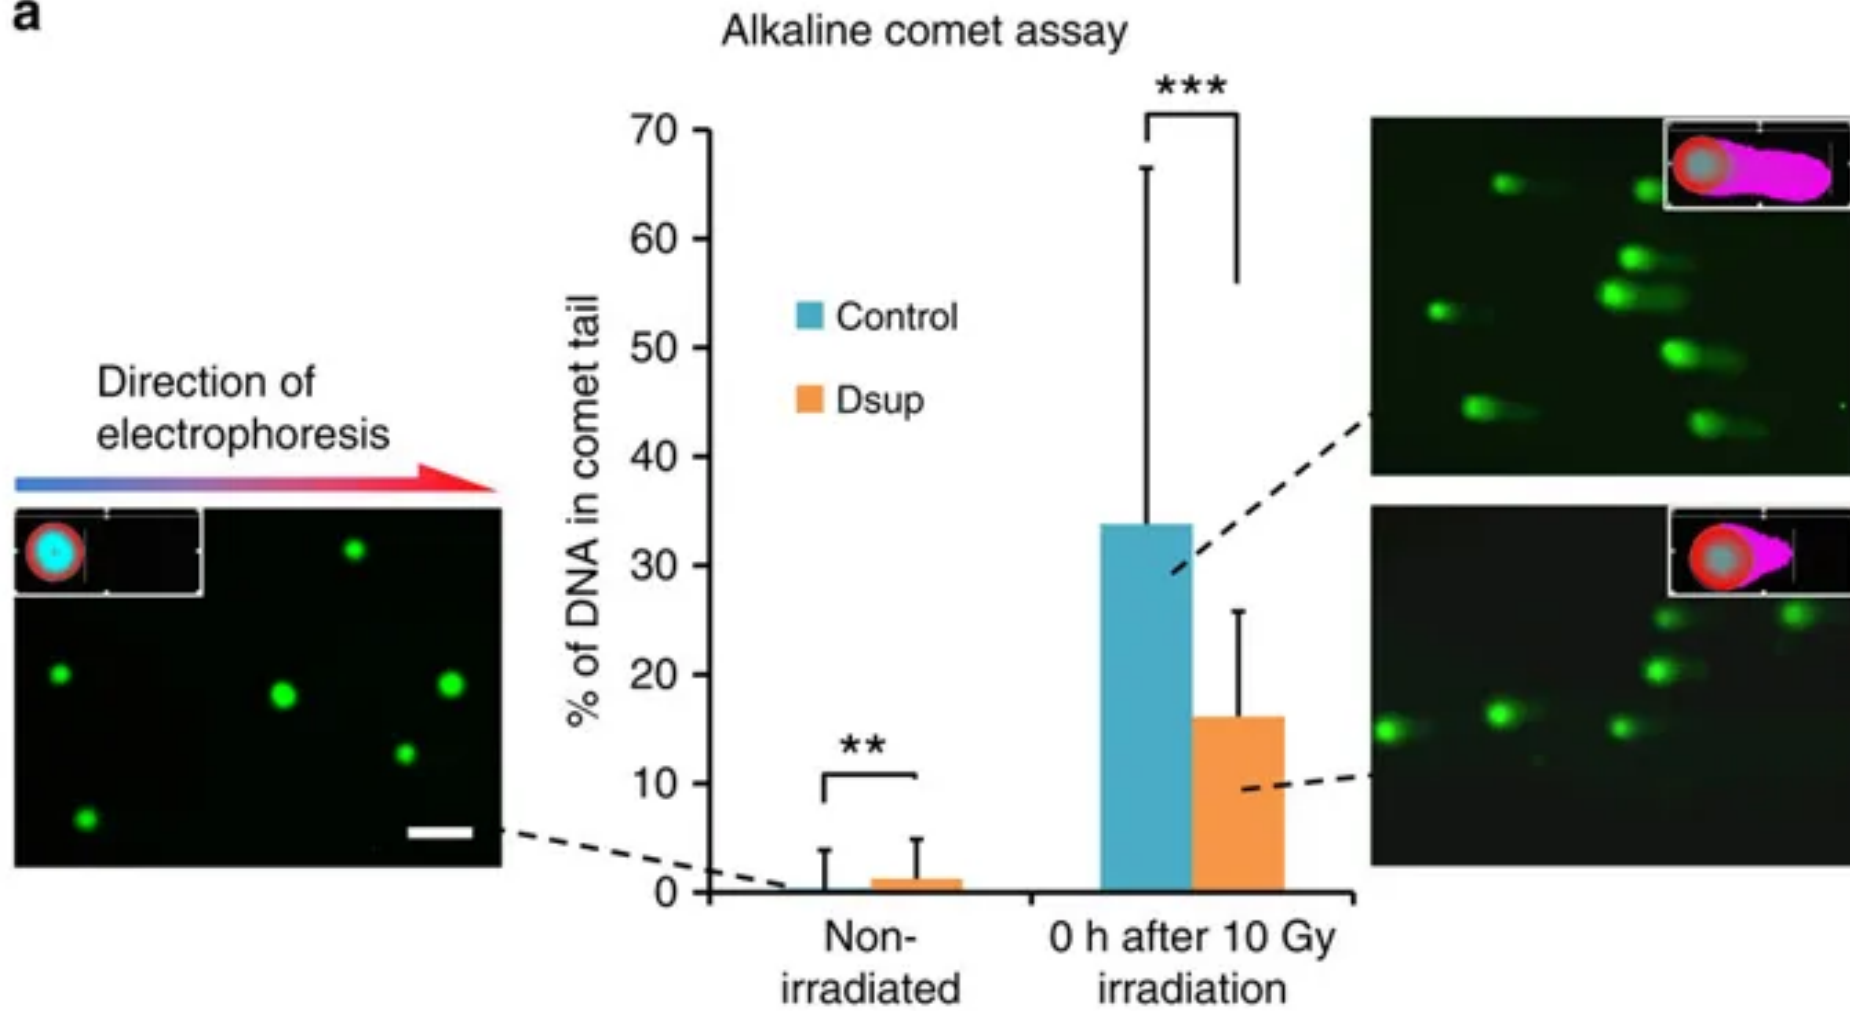 a
Alkaline comet assay
***
70
60
50
40
30
20
10
0
% of DNA in comet tail
Control
Dsup
**
Direction of
electrophoresis
Non-
irradiated
0 h after 10 Gy
irradiation